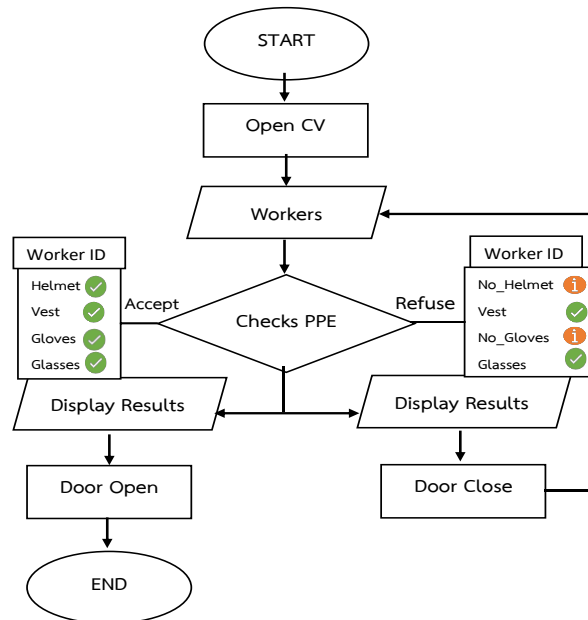 START
Open CV
Workers
Worker ID
Helmet
Vest
Gloves
Glasses
Accept
Checks PPE
Refuse
Worker ID
No_Helmet
Vest
No_Gloves
Glasses
Display Results
Display Results
Door Open
Door Close
END